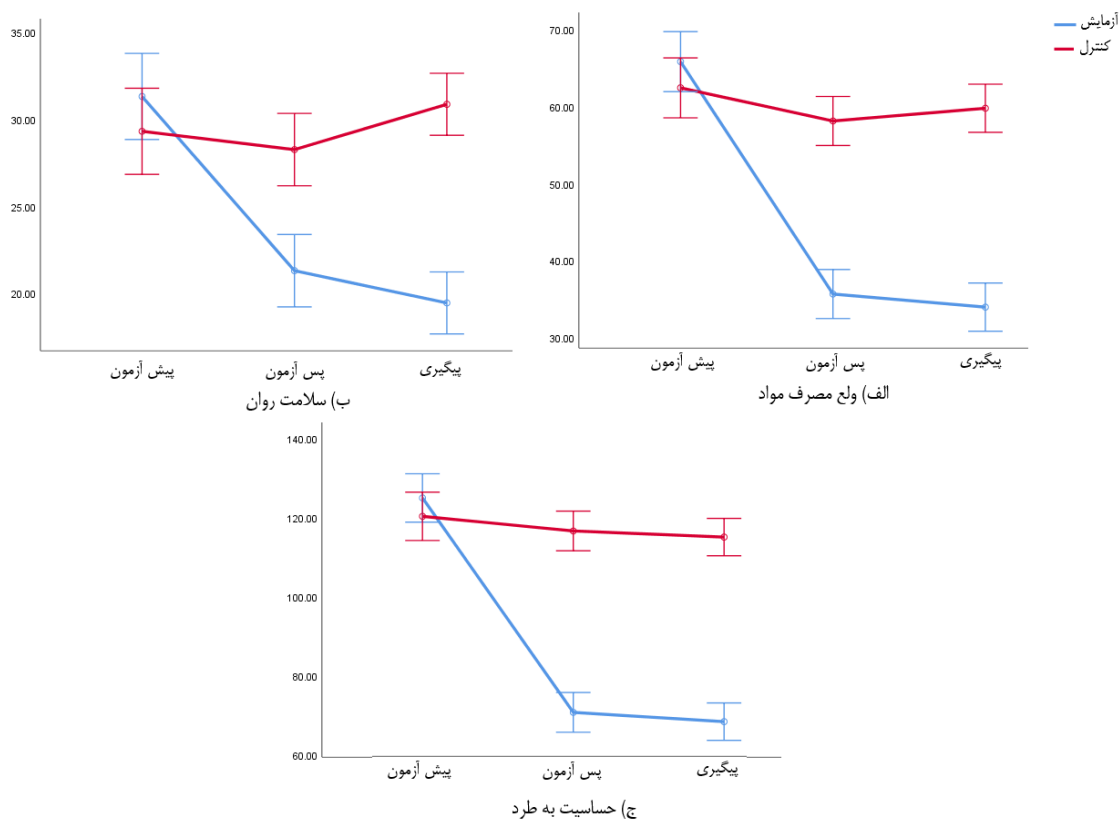 آزمایش
کنترل
70.00
60.00
50.00
40.00
30.00
پیش آزمون
پس آزمون
پیگیری
الف) ولع مصرف مواد
35.00
30.00
25.00
20.00
پیش آزمون
پس آزمون
پیگیری
ب) سلامت روان
140.00
120.00
100.00
80.00
60.00
پیش آزمون
پس آزمون
پیگیری
ج) حساسیت به طرد